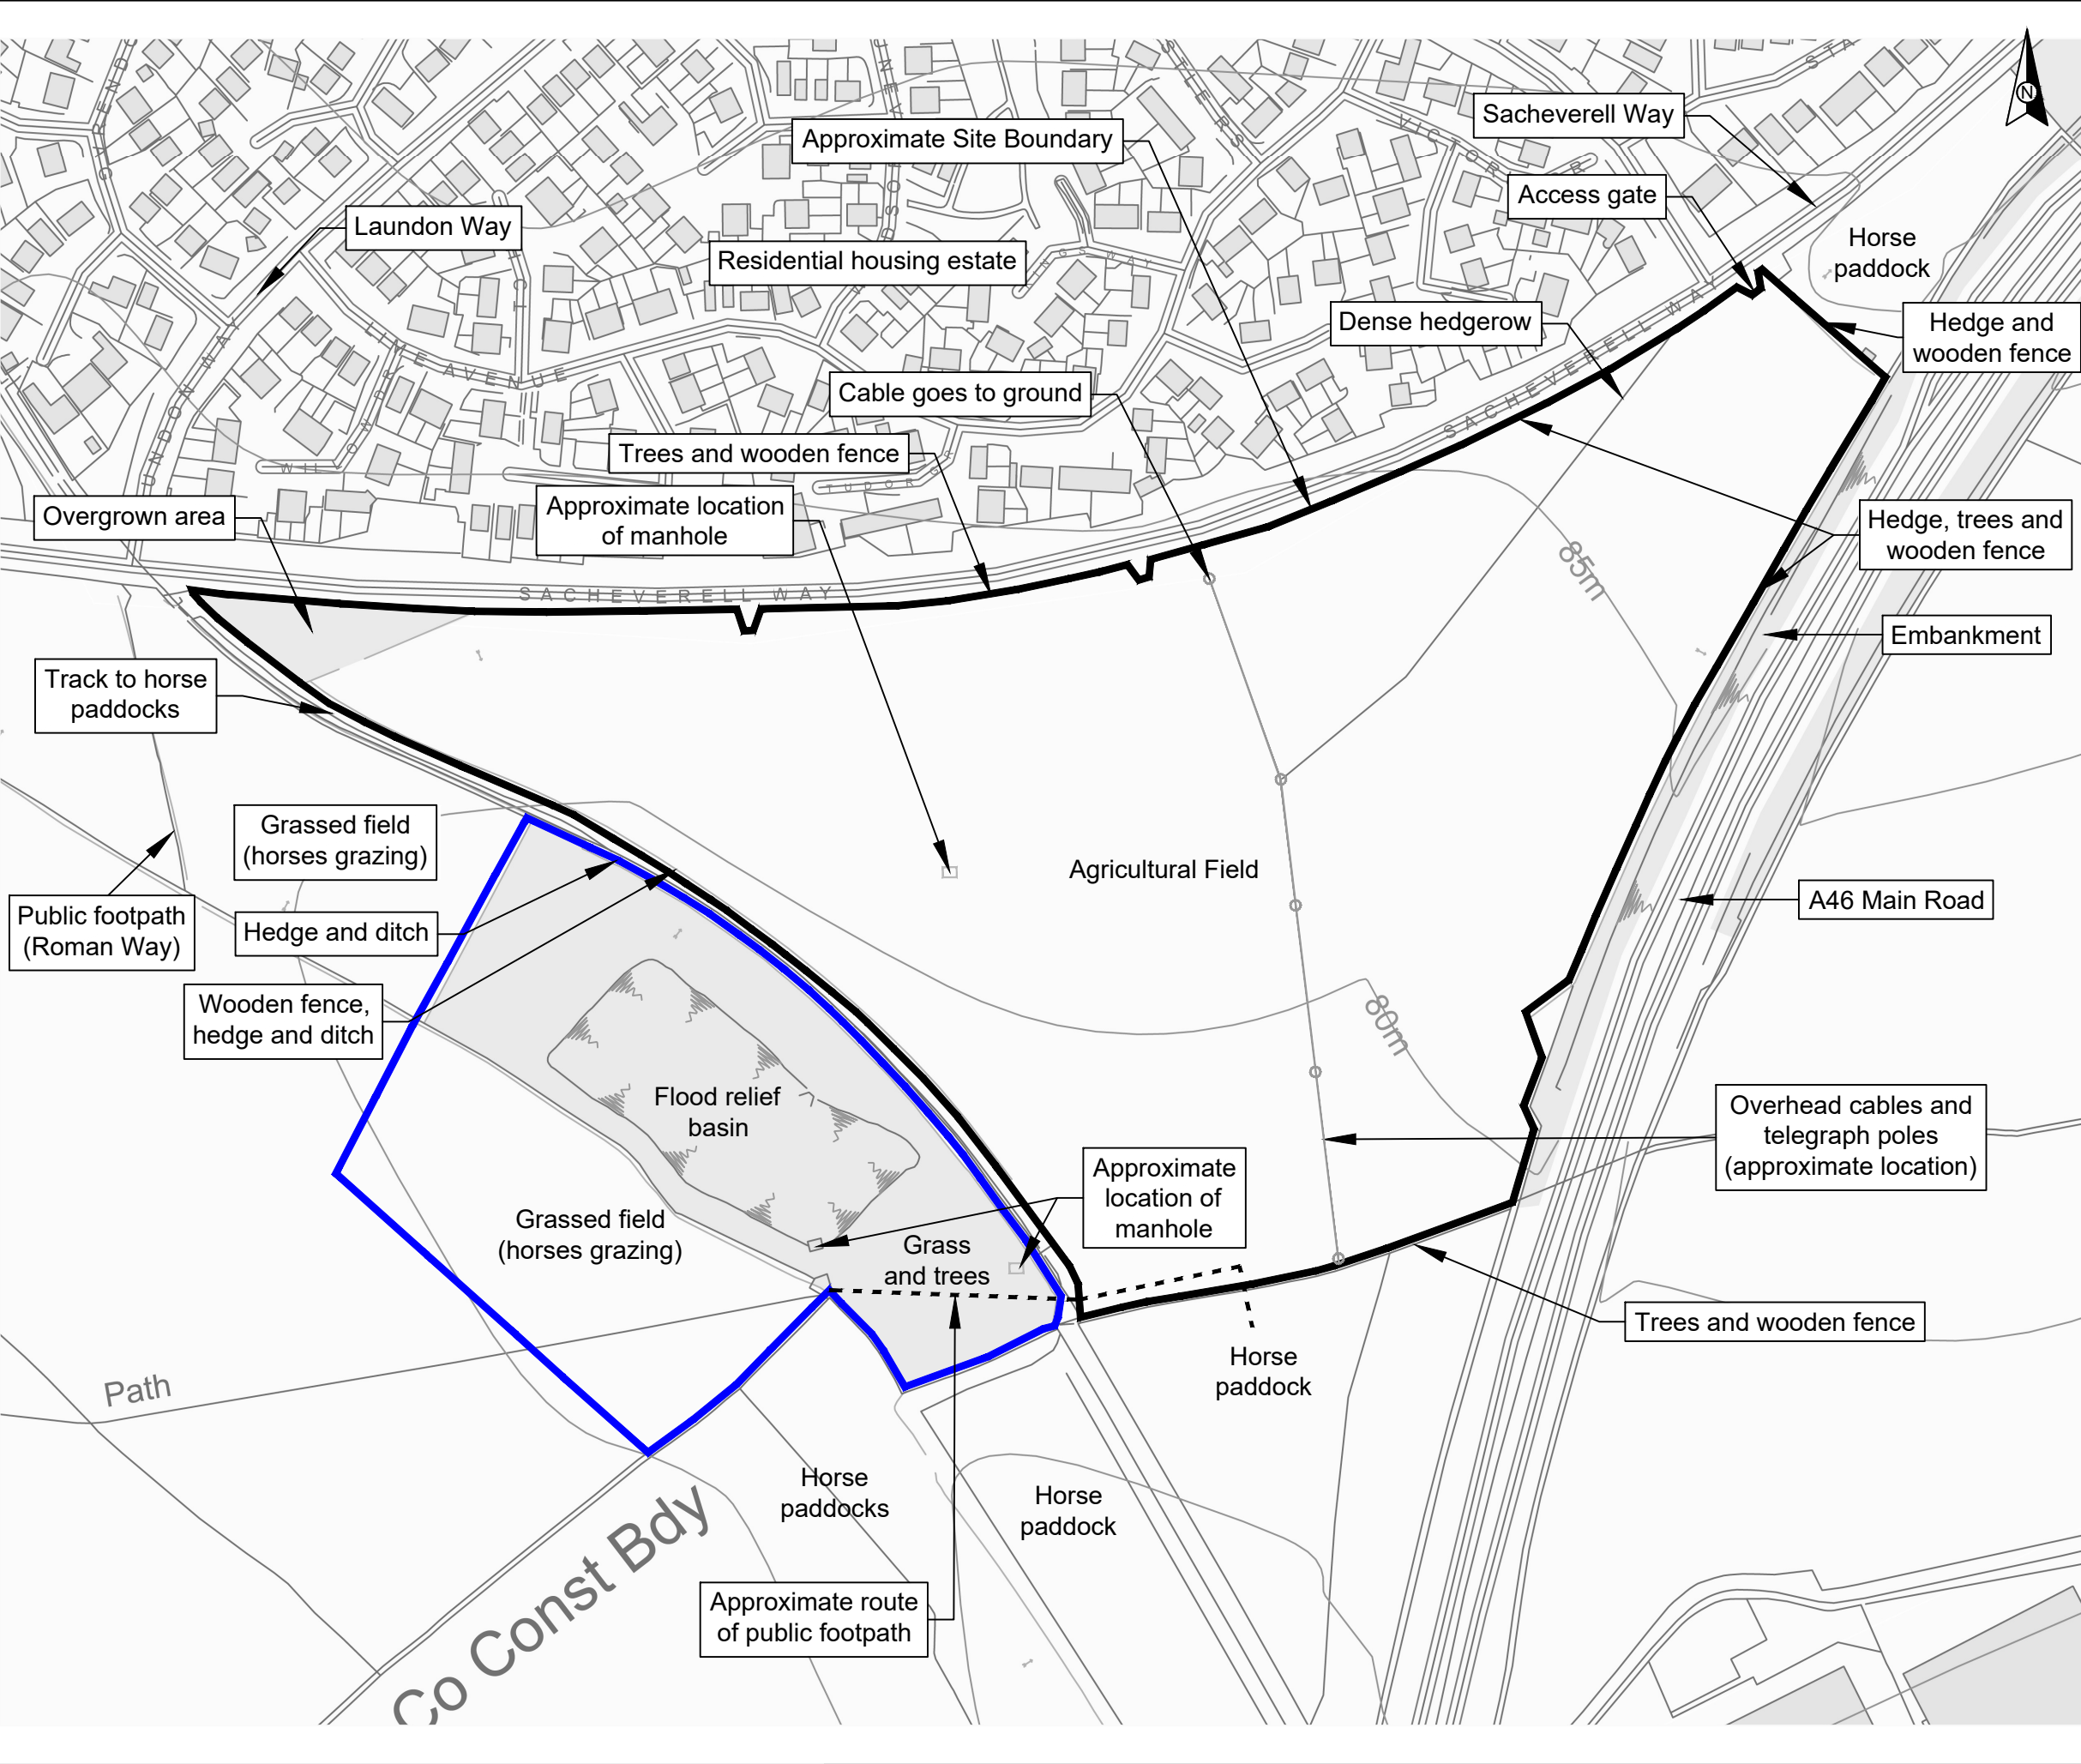 N
Sacheverell Way
Approximate Site Boundary
Access gate
Laundon Way
Horse
paddock
Residential housing estate
Dense hedgerow
Hedge and
wooden fence
LIME AVENUE
Cable goes to ground
SACHEVERELL WAY
Trees and wooden fence
TUDOR
Approximate location
of manhole
Overgrown area
Hedge, trees and
wooden fence
85m
SACHEVERELL WAY
Embankment
Track to horse
paddocks
Grassed field
(horses grazing)
Agricultural Field
A46 Main Road
Public footpath
(Roman Way)
Hedge and ditch
Wooden fence,
hedge and ditch
80m
Flood relief
basin
Overhead cables and
telegraph poles
(approximate location)
Approximate
location of
manhole
Grassed field
(horses grazing)
Grass
and trees
Trees and wooden fence
Horse
paddock
Path
Horse
paddocks
Horse
paddock
Co Const Bdy
Approximate route
of public footpath